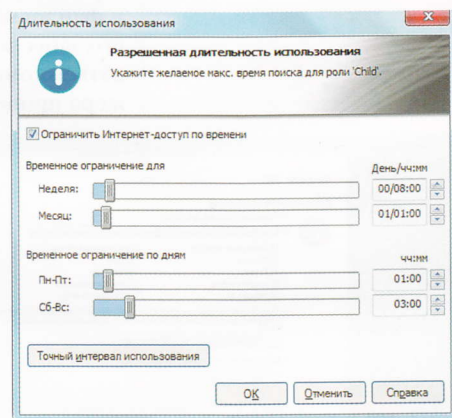 Длительность использования
Разрешенная длительность использования
Укажите желаемое макс. время поиска для роли 'Child'.
Ограничить Интернет-доступ по времени
Временное ограничение для День/чч:мм
Неделя: 00/08:00
Месяц: 01/01:00
Временное ограничение по дням чч:мм
Пн-Пт: 01:00
Сб-Вс: 03:00
Точный интервал использования
OK Отменить Справка